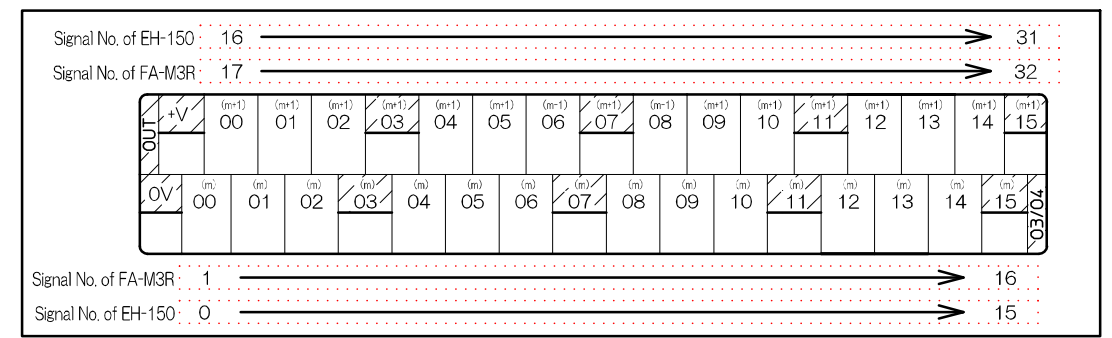 Signal No. of EH-150 16 31
Signal No. of FA-M3R 17 32
OUT +V (m+1) (m+1) (m+1) (m+1) (m+1) (m+1) (m-1) (m+1) (m-1) (m+1) (m+1) (m+1) (m+1) (m+1) (m+1) (m+1)
00 01 02 03 04 05 06 07 08 09 10 11 12 13 14 15
0V (m) (m) (m) (m) (m) (m) (m) (m) (m) (m) (m) (m) (m) (m) (m) (m) 03/04
00 01 02 03 04 05 06 07 08 09 10 11 12 13 14 15
Signal No. of FA-M3R 1 16
Signal No. of EH-150 0 15